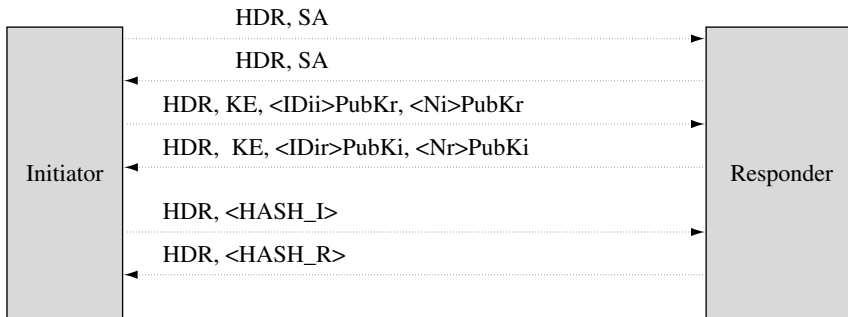 HDR, SA
HDR, SA
HDR, KE, <IDii>PubKr, <Ni>PubKr
HDR,  KE, <IDir>PubKi, <Nr>PubKi
Initiator
Responder
HDR, <HASH_I>
HDR, <HASH_R>